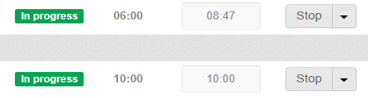 In progress 06:00 08:47 Stop
In progress 10:00 10:00 Stop